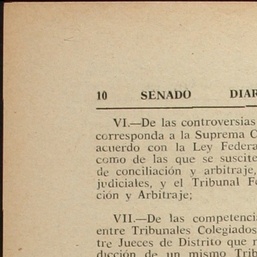 10 SENADO DIAR
VI.—De las controversias
corresponda a la Suprema C
acuerdo con la Ley Federa
como de las que se suscite
de conciliación y arbitraje,
judiciales, y el Tribunal Fe
ción y Arbitraje;
VII.—De las competenci
entre Tribunales Colegiados
tre Jueces de Distrito que n
dicción de un mismo Trib